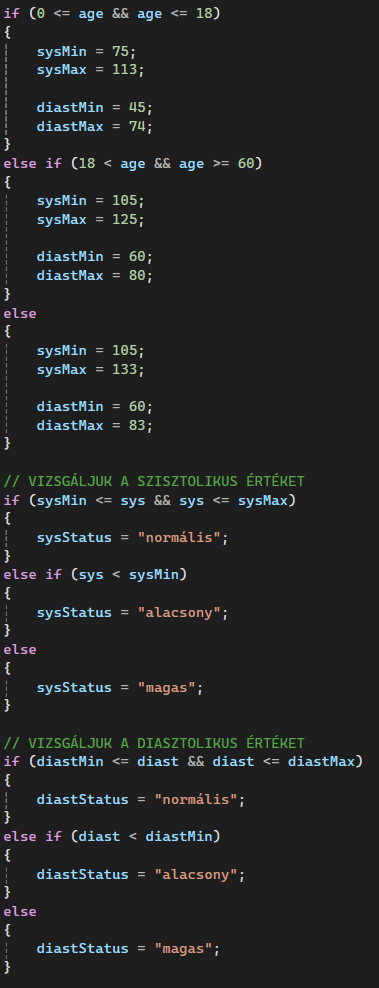 if (0 <= age && age <= 18)
{
    sysMin = 75;
    sysMax = 113;

    diastMin = 45;
    diastMax = 74;
}
else if (18 < age && age >= 60)
{
    sysMin = 105;
    sysMax = 125;

    diastMin = 60;
    diastMax = 80;
}
else
{
    sysMin = 105;
    sysMax = 133;

    diastMin = 60;
    diastMax = 83;
}

// VIZSGÁLJUK A SZISZTOLIKUS ÉRTÉKET
if (sysMin <= sys && sys <= sysMax)
{
    sysStatus = "normális";
}
else if (sys < sysMin)
{
    sysStatus = "alacsony";
}
else
{
    sysStatus = "magas";
}

// VIZSGÁLJUK A DIASZTOLIKUS ÉRTÉKET
if (diastMin <= diast && diast <= diastMax)
{
    diastStatus = "normális";
}
else if (diast < diastMin)
{
    diastStatus = "alacsony";
}
else
{
    diastStatus = "magas";
}